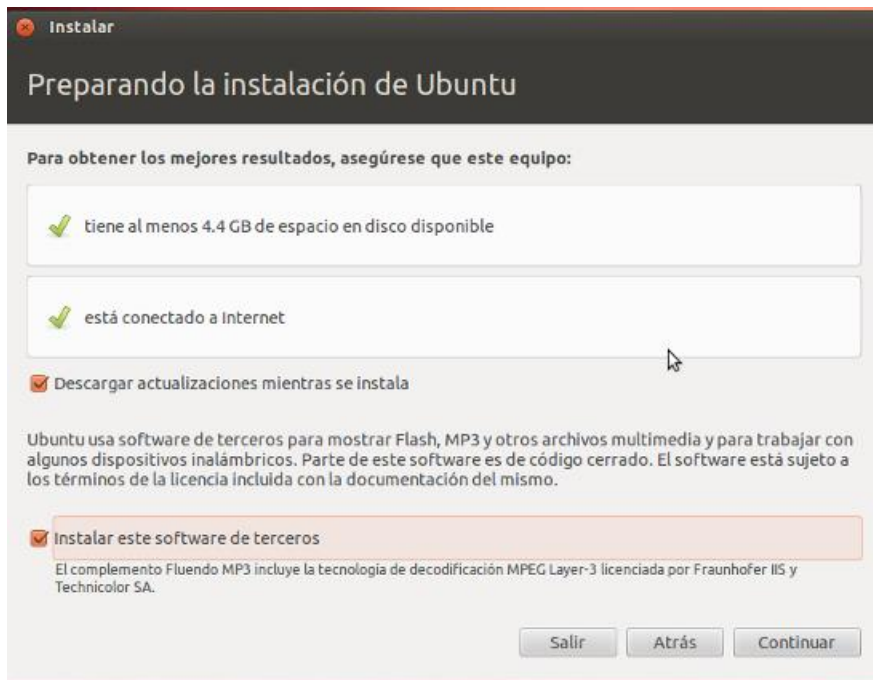 Instalar
Preparando la instalación de Ubuntu
Para obtener los mejores resultados, asegúrese que este equipo:
tiene al menos 4.4 GB de espacio en disco disponible
está conectado a Internet
Descargar actualizaciones mientras se instala
Ubuntu usa software de terceros para mostrar Flash, MP3 y otros archivos multimedia y para trabajar con
algunos dispositivos inalámbricos. Parte de este software es de código cerrado. El software está sujeto a
los términos de la licencia incluida con la documentación del mismo.
Instalar este software de terceros
El complemento Fluendo MP3 incluye la tecnología de decodificación MPEG Layer-3 licenciada por Fraunhofer IIS y
Technicolor SA.
Salir Atrás Continuar